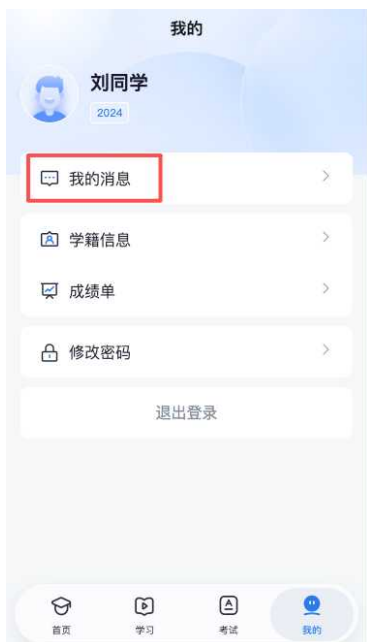 我的
刘同学
2024
我的消息
学籍信息
成绩单
修改密码
退出登录
首页
学习
考试
我的